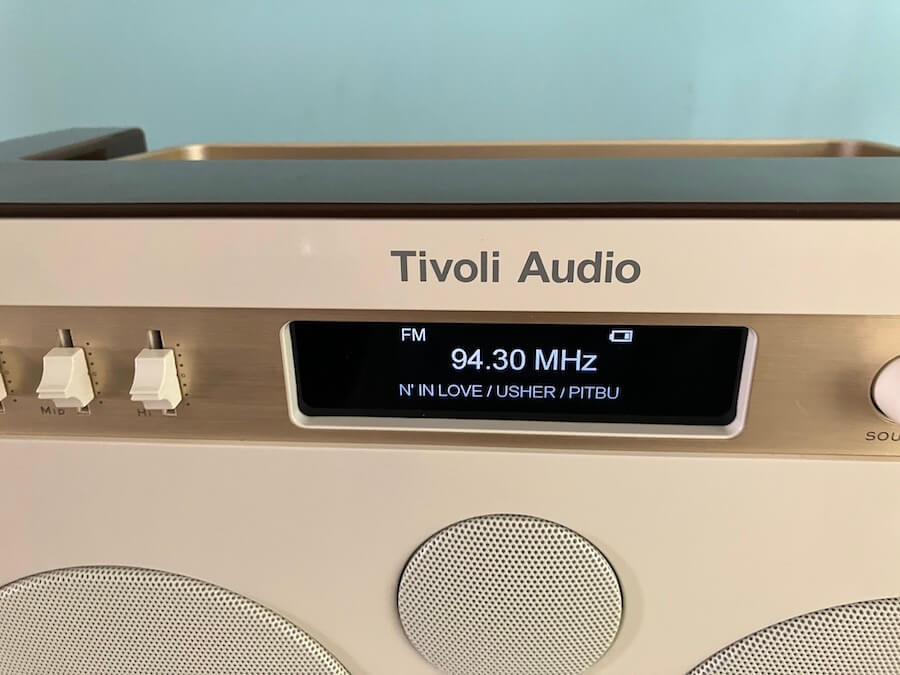 Tivoli Audio
FM
94.30 MHz
N' IN LOVE / USHER / PITBU
MID
HI
SOU